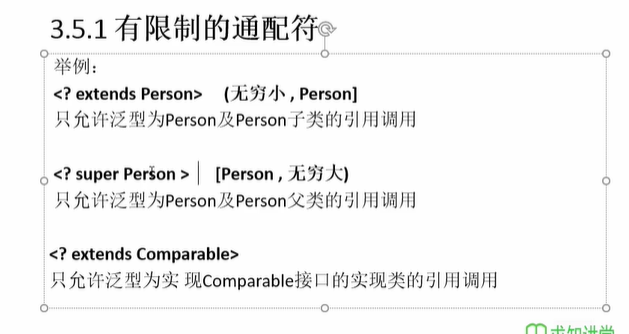 3.5.1 有限制的通配符
举例：
<? extends Person> (无穷小 , Person]
只允许泛型为Person及Person子类的引用调用
<? super Person > [Person , 无穷大)
只允许泛型为Person及Person父类的引用调用
<? extends Comparable>
只允许泛型为实 现Comparable接口的实现类的引用调用
求知讲堂